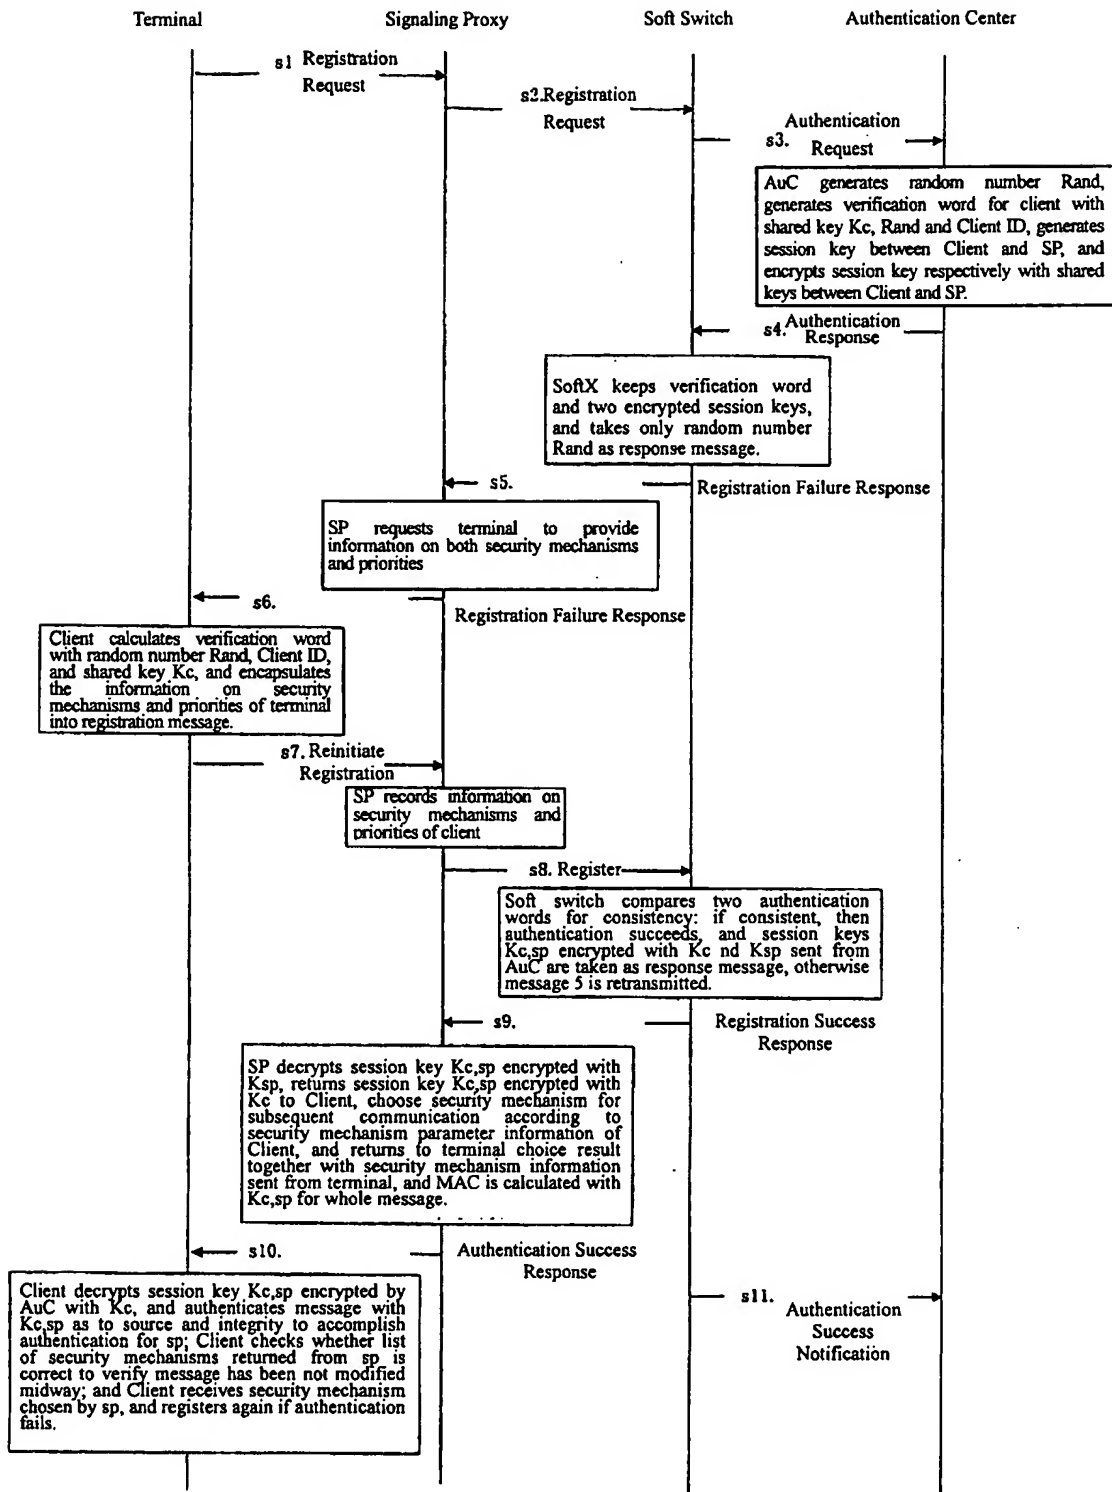 Terminal
Signaling Proxy
Soft Switch
Authentication Center
s1 Registration
Request
s2.Registration
Request
s3. Authentication
Request
AuC generates random number Rand,
generates verification word for client with
shared key Kc, Rand and Client ID, generates
session key between Client and SP, and
encrypts session key respectively with shared
keys between Client and SP.
s4. Authentication
Response
SoftX keeps verification word
and two encrypted session keys,
and takes only random number
Rand as response message.
s5.
Registration Failure Response
SP requests terminal to provide
information on both security mechanisms
and priorities
s6.
Registration Failure Response
Client calculates verification word
with random number Rand, Client ID,
and shared key Kc, and encapsulates
the information on security
mechanisms and priorities of terminal
into registration message.
s7. Reinitiate
Registration
SP records information on
security mechanisms and
priorities of client
s8. Register
Soft switch compares two authentication
words for consistency: if consistent, then
authentication succeeds, and session keys
Kc,sp encrypted with Kc nd Ksp sent from
AuC are taken as response message, otherwise
message 5 is retransmitted.
s9.
Registration Success
Response
SP decrypts session key Kc,sp encrypted with
Ksp, returns session key Kc,sp encrypted with
Kc to Client, choose security mechanism for
subsequent communication according to
security mechanism parameter information of
Client, and returns to terminal choice result
together with security mechanism information
sent from terminal, and MAC is calculated with
Kc,sp for whole message.
s10.
Authentication Success
Response
Client decrypts session key Kc,sp encrypted by
AuC with Kc, and authenticates message with
Kc,sp as to source and integrity to accomplish
authentication for sp; Client checks whether list
of security mechanisms returned from sp is
correct to verify message has been not modified
midway; and Client receives security mechanism
chosen by sp, and registers again if authentication
fails.
s11.
Authentication
Success
Notification